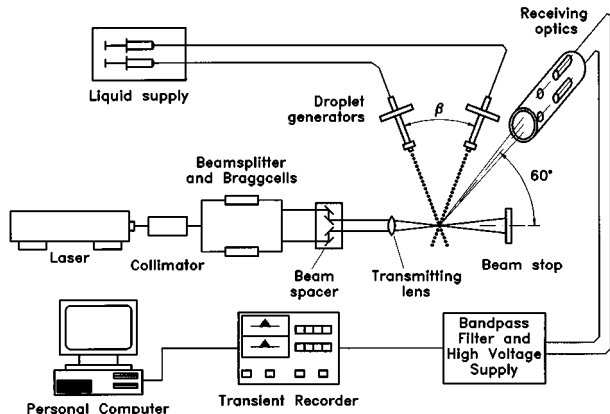 Receiving
optics
Liquid supply
Droplet
generators
β
60°
Beamsplitter
and Braggcells
Laser
Collimator
Beam
spacer
Transmitting
lens
Beam stop
Personal Computer
Transient Recorder
Bandpass
Filter and
High Voltage
Supply